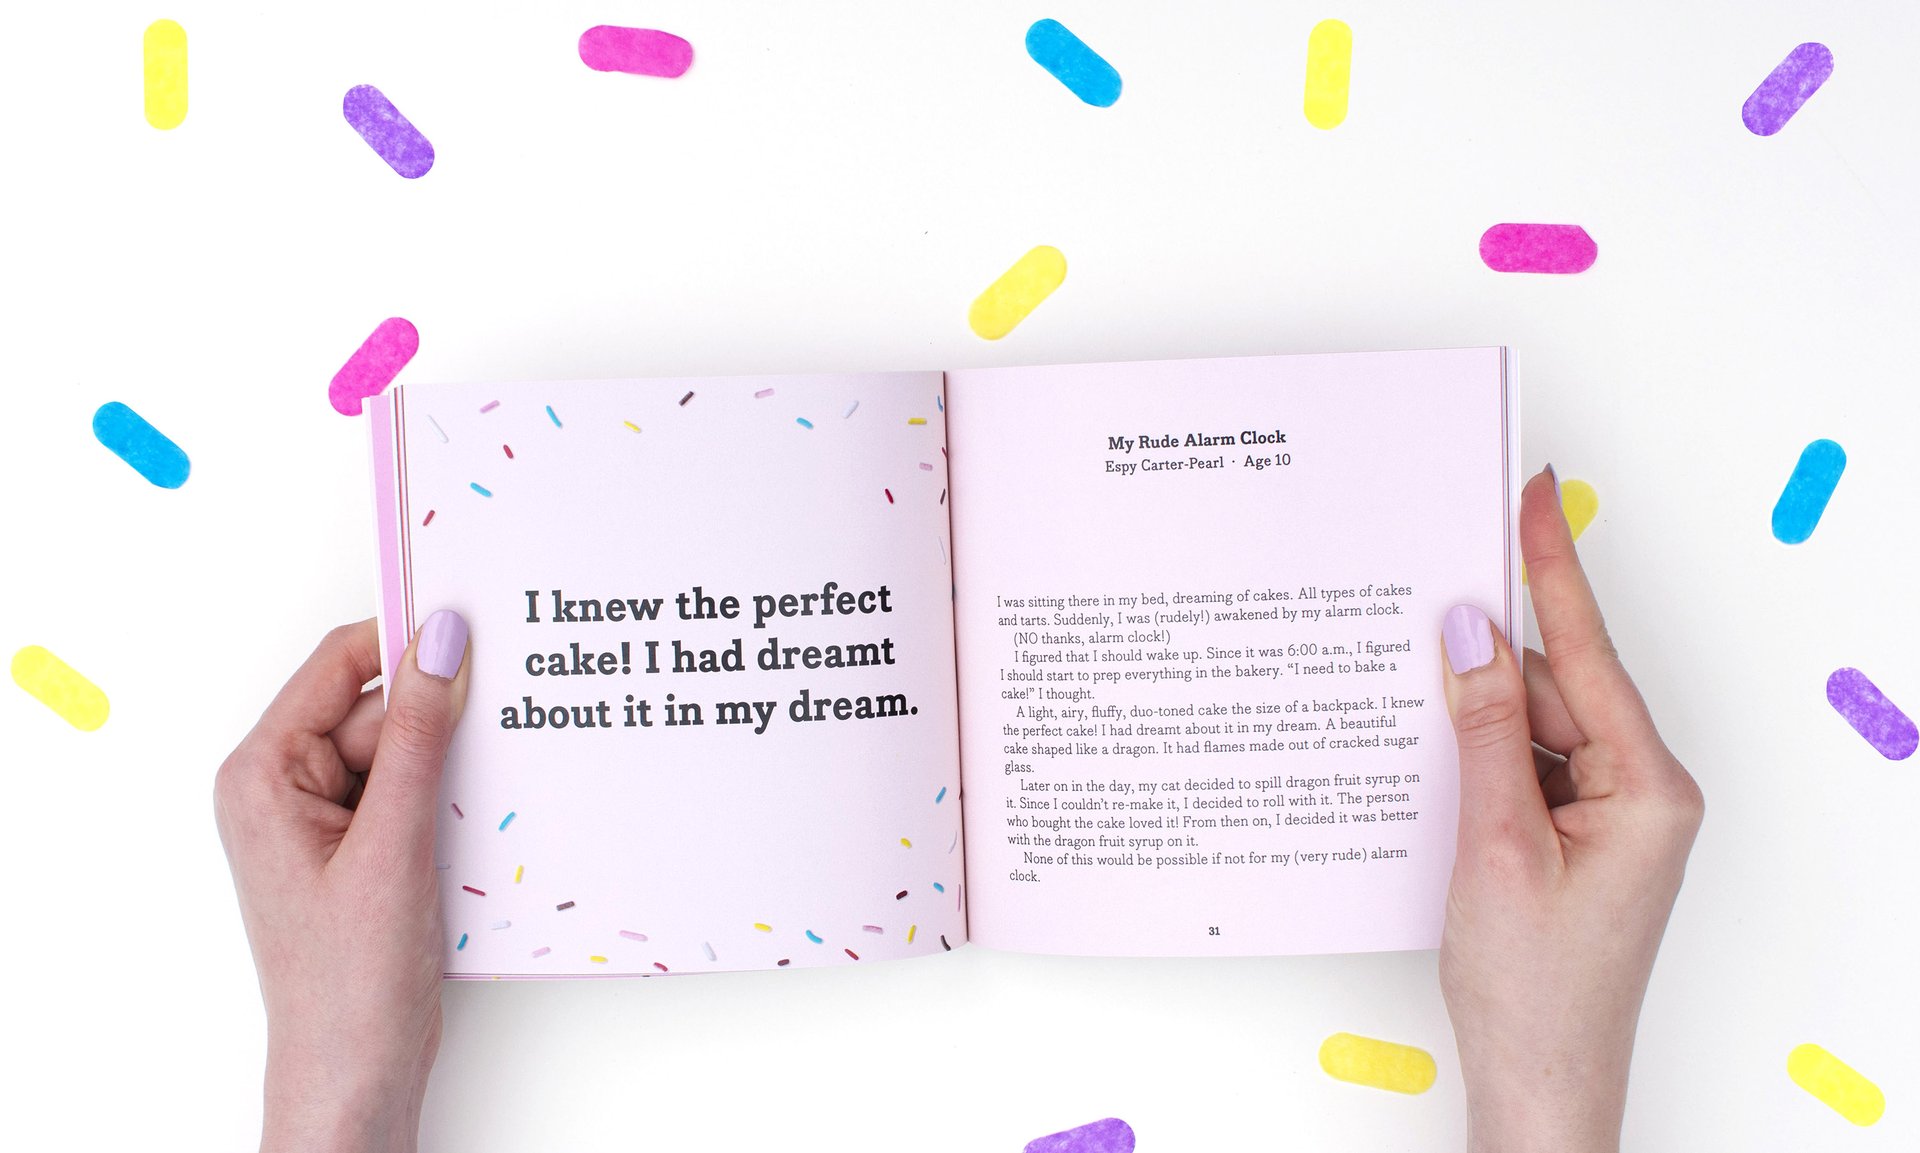 I knew the perfect
cake! I had dreamt
about it in my dream.
My Rude Alarm Clock
Espy Carter-Pearl · Age 10
I was sitting there in my bed, dreaming of cakes. All types of cakes
and tarts. Suddenly, I was (rudely!) awakened by my alarm clock.
(NO thanks, alarm clock!)
I figured that I should wake up. Since it was 6:00 a.m., I figured
I should start to prep everything in the bakery. “I need to bake a
cake!” I thought.
A light, airy, fluffy, duo-toned cake the size of a backpack. I knew
the perfect cake! I had dreamt about it in my dream. A beautiful
cake shaped like a dragon. It had flames made out of cracked sugar
glass.
Later on in the day, my cat decided to spill dragon fruit syrup on
it. Since I couldn’t re-make it, I decided to roll with it. The person
who bought the cake loved it! From then on, I decided it was better
with the dragon fruit syrup on it.
None of this would be possible if not for my (very rude) alarm
clock.
31